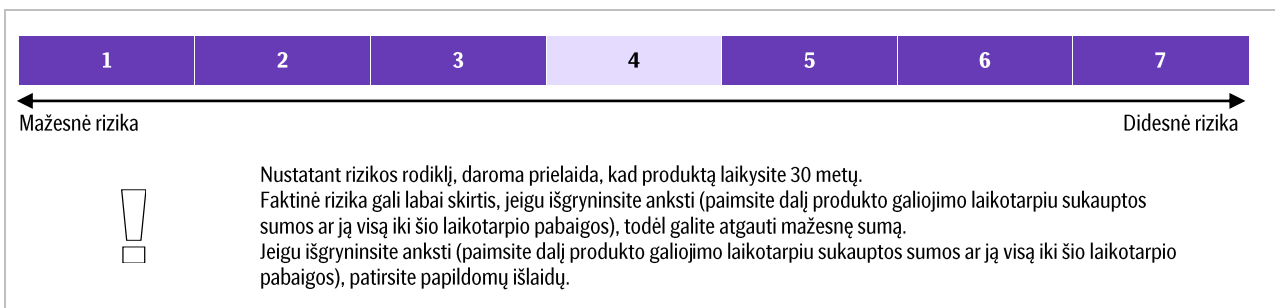 1 2 3 4 5 6 7
Mažesnė rizika Didesnė rizika
Nustatant rizikos rodiklį, daroma prielaida, kad produktą laikysite 30 metų.
Faktinė rizika gali labai skirtis, jeigu išgryninsite anksti (paimsite dalį produkto galiojimo laikotarpiu sukauptos
sumos ar ją visą iki šio laikotarpio pabaigos), todėl galite atgauti mažesnę sumą.
Jeigu išgryninsite anksti (paimsite dalį produkto galiojimo laikotarpiu sukauptos sumos ar ją visą iki šio laikotarpio
pabaigos), patirsite papildomų išlaidų.